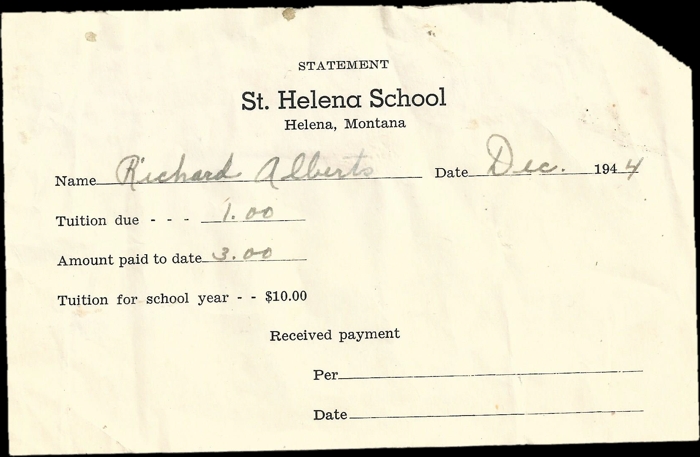 STATEMENT
St. Helena School
Helena, Montana
Name Richard Alberts Date Dec. 1944
Tuition due - - - 1.00
Amount paid to date 3.00
Tuition for school year - - $10.00
Received payment
Per
Date